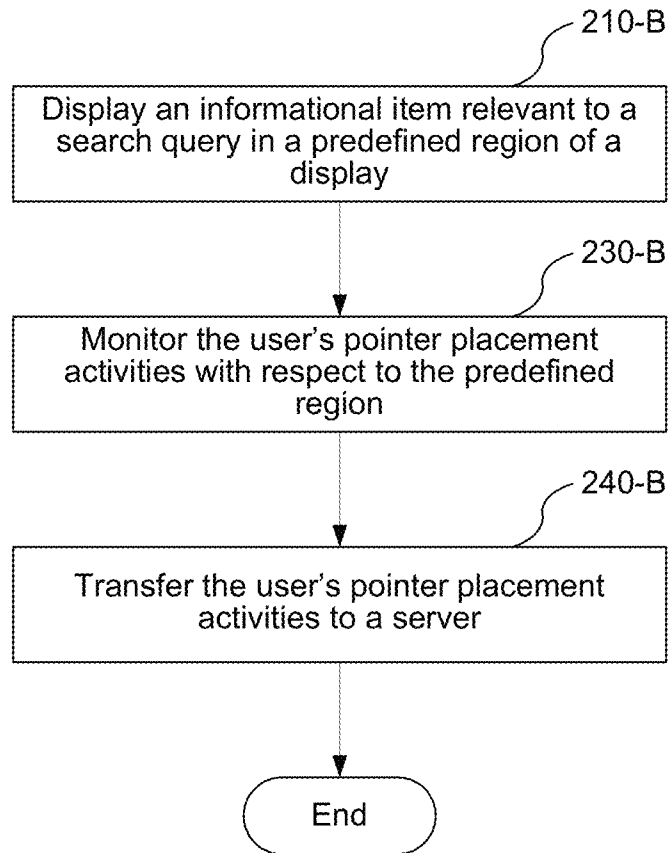 210-B
Display an informational item relevant to a
search query in a predefined region of a
display
230-B
Monitor the user's pointer placement
activities with respect to the predefined
region
240-B
Transfer the user's pointer placement
activities to a server
End